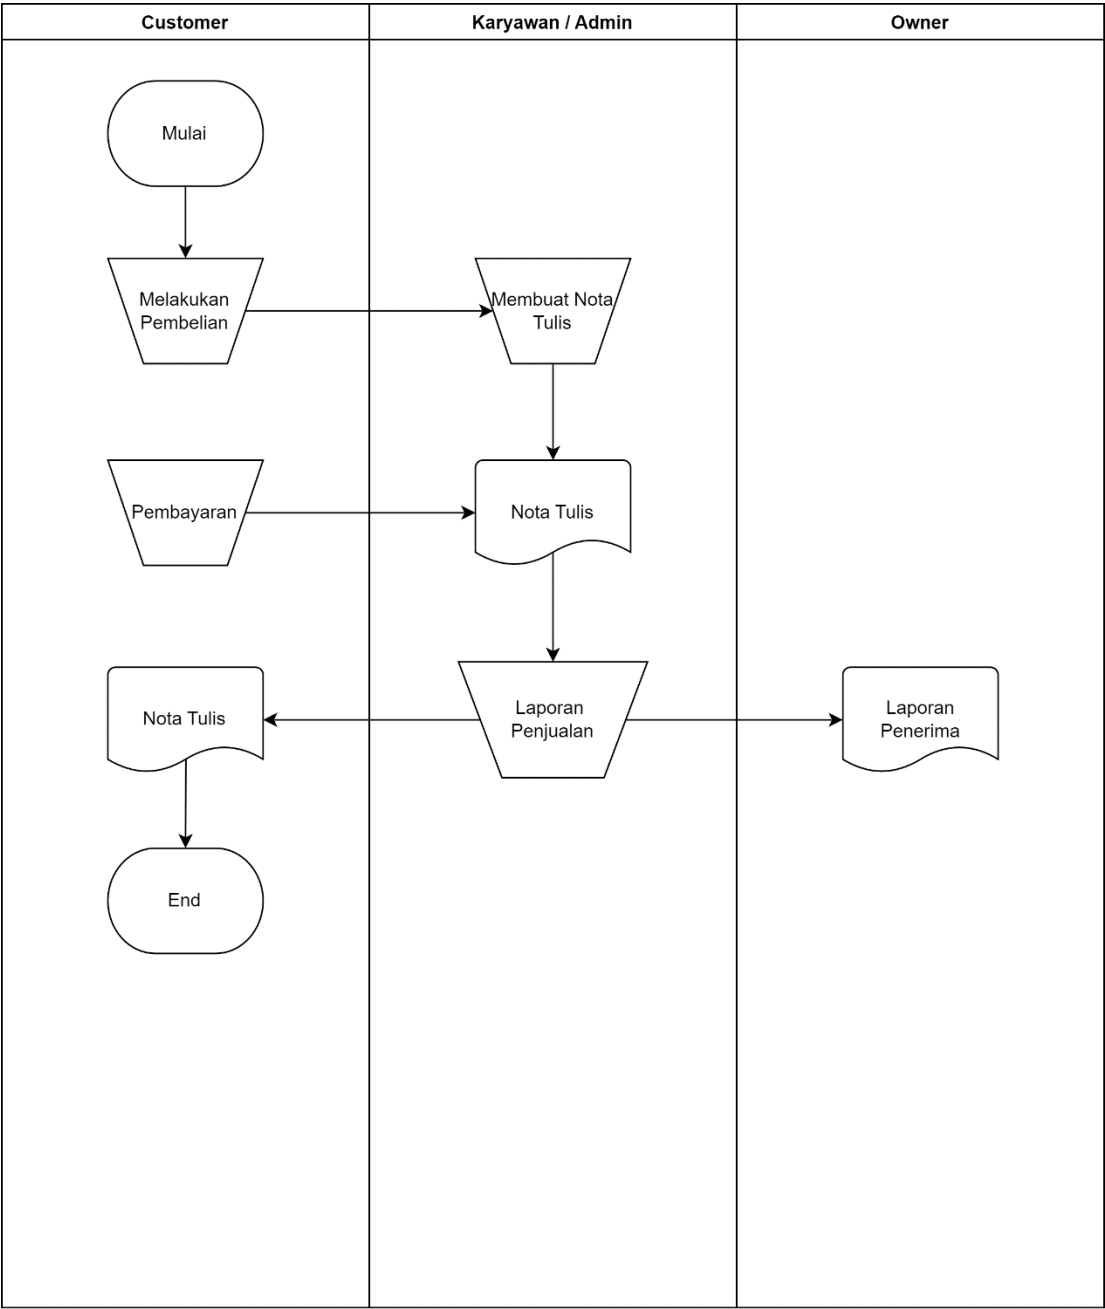 Customer
Karyawan / Admin
Owner
Mulai
Melakukan
Pembelian
Membuat Nota
Tulis
Pembayaran
Nota Tulis
Nota Tulis
Laporan
Penjualan
Laporan
Penerima
End